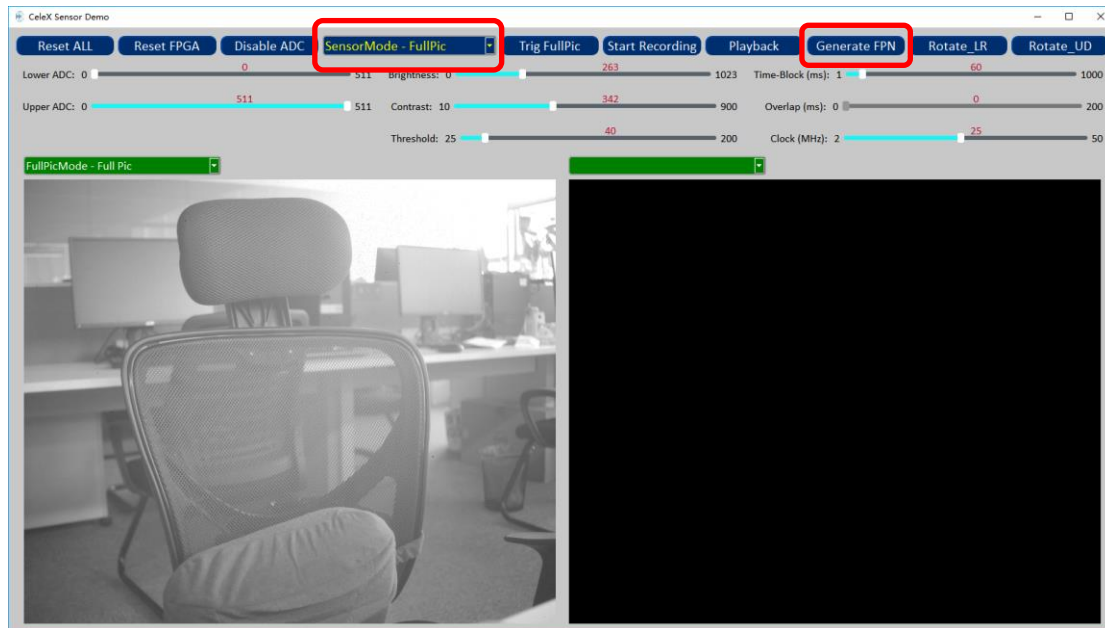 CeleX Sensor Demo
Reset ALL Reset FPGA Disable ADC SensorMode - FullPic Trig FullPic Start Recording Playback Generate FPN Rotate_LR Rotate_UD
Lower ADC: 0 0 511 Brightness: 0 263 1023 Time-Block (ms): 1 60 1000
Upper ADC: 0 511 511 Contrast: 10 342 900 Overlap (ms): 0 0 200
Threshold: 25 40 200 Clock (MHz): 2 25 50
FullPicMode - Full Pic